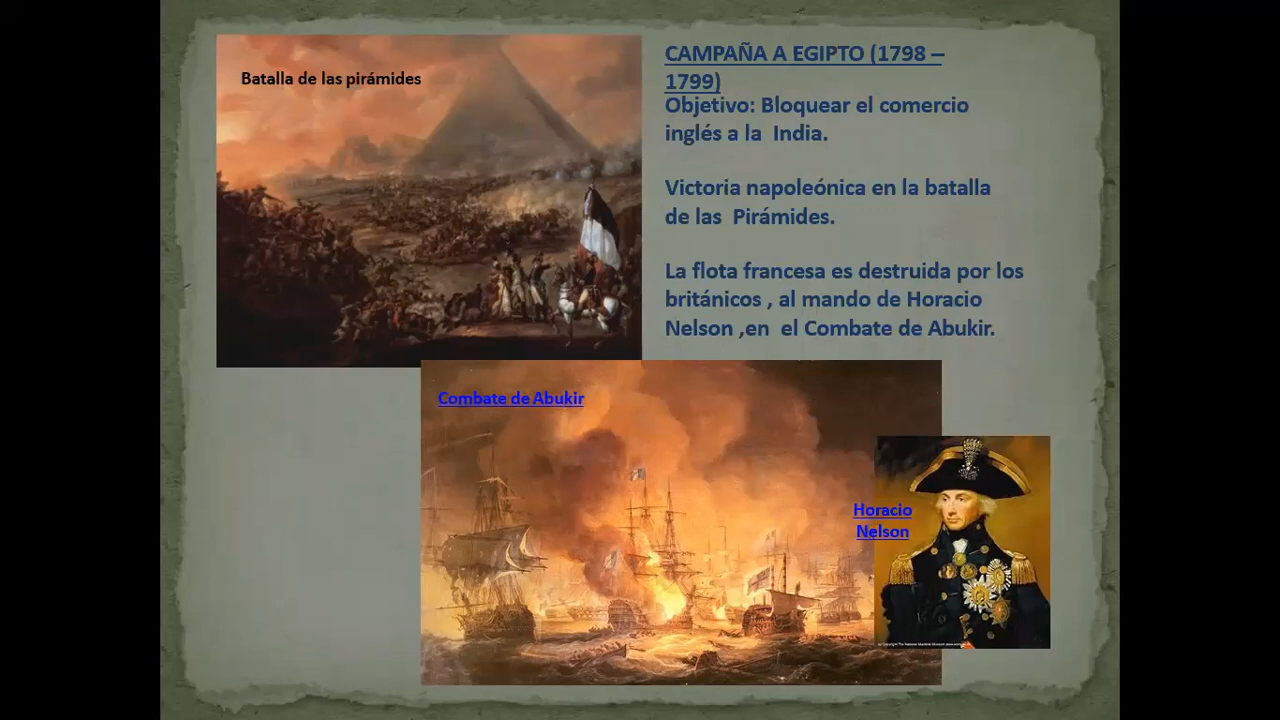 Batalla de las pirámides
CAMPAÑA A EGIPTO (1798 –
1799)
Objetivo: Bloquear el comercio
inglés a la India.
Victoria napoleónica en la batalla
de las Pirámides.
La flota francesa es destruida por los
británicos , al mando de Horacio
Nelson ,en el Combate de Abukir.
Combate de Abukir
Horacio
Nelson